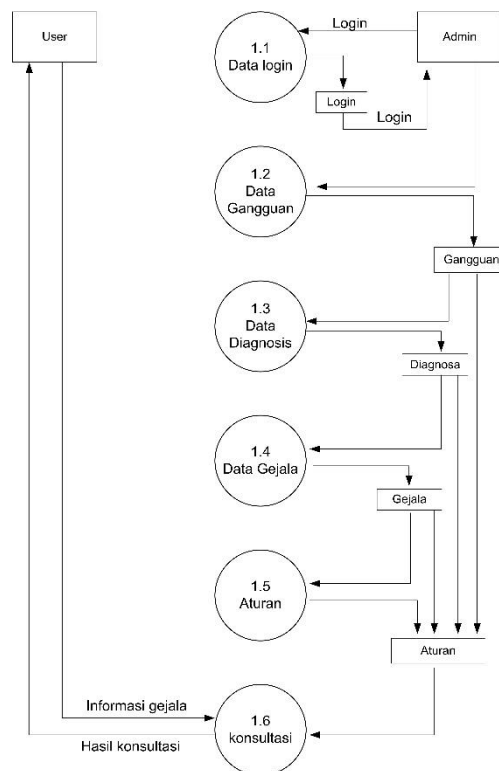 User
Login
Admin
1.1
Data login
Login
Login
1.2
Data
Gangguan
Gangguan
1.3
Data
Diagnosis
Diagnosa
1.4
Data Gejala
Gejala
1.5
Aturan
Aturan
Informasi gejala
1.6
konsultasi
Hasil konsultasi